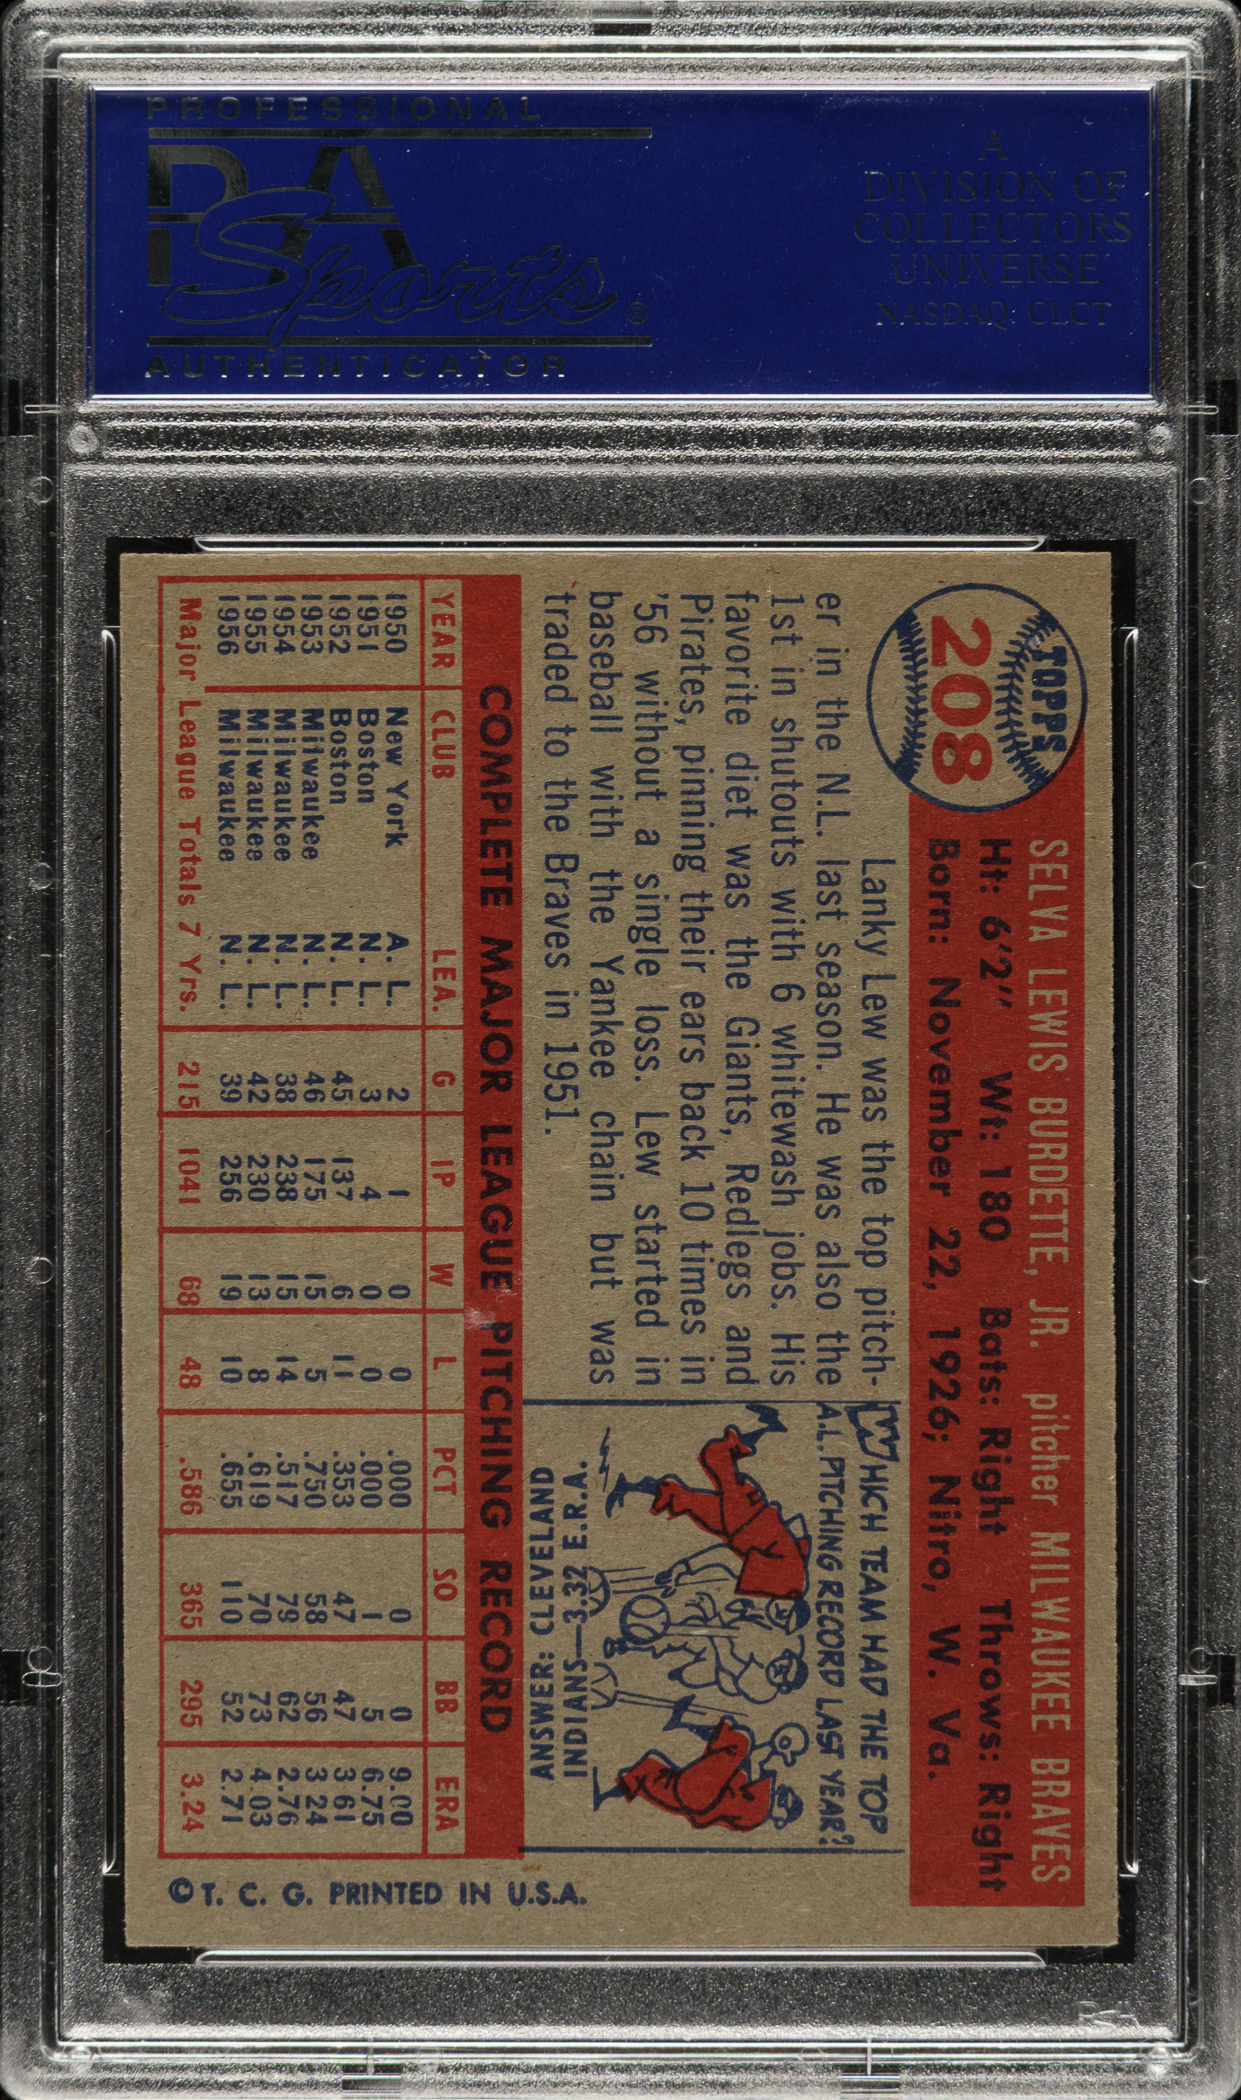 PROFESSIONAL
PSA
Sports®
AUTHENTICATOR
A
DIVISION OF
COLLECTORS
UNIVERSE
NASDAQ: CLCT
TOPPS
208
SELVA LEWIS BURDETTE, JR. pitcher MILWAUKEE BRAVES
Ht: 6'2" Wt: 180 Bats: Right Throws: Right
Born: November 22, 1926; Nitro, W. Va.
Lanky Lew was the top pitch-
er in the N.L. last season. He was also the
1st in shutouts with 6 whitewash jobs. His
favorite diet was the Giants, Redlegs and
Pirates, pinning their ears back 10 times in
'56 without a single loss. Lew started in
baseball with the Yankee chain but was
traded to the Braves in 1951.
WHICH TEAM HAD THE TOP
A.L. PITCHING RECORD LAST YEAR?
ANSWER: CLEVELAND
INDIANS—3.32 E.R.A.
COMPLETE MAJOR LEAGUE PITCHING RECORD
YEAR CLUB LEA. G IP W L PCT SO BB ERA
1950 New York A. L. 2 1 0 0 .000 0 0 9.00
1951 Boston N. L. 3 4 0 0 .000 1 5 6.75
1952 Boston N. L. 45 137 6 11 .353 47 47 3.61
1953 Milwaukee N. L. 46 175 15 5 .750 58 56 3.24
1954 Milwaukee N. L. 38 238 15 14 .517 79 62 2.76
1955 Milwaukee N. L. 42 230 13 8 .619 70 73 4.03
1956 Milwaukee N. L. 39 256 19 10 .655 110 52 2.71
Major League Totals 7 Yrs. 215 1041 68 48 .586 365 295 3.24
© T. C. G. PRINTED IN U.S.A.
PSA